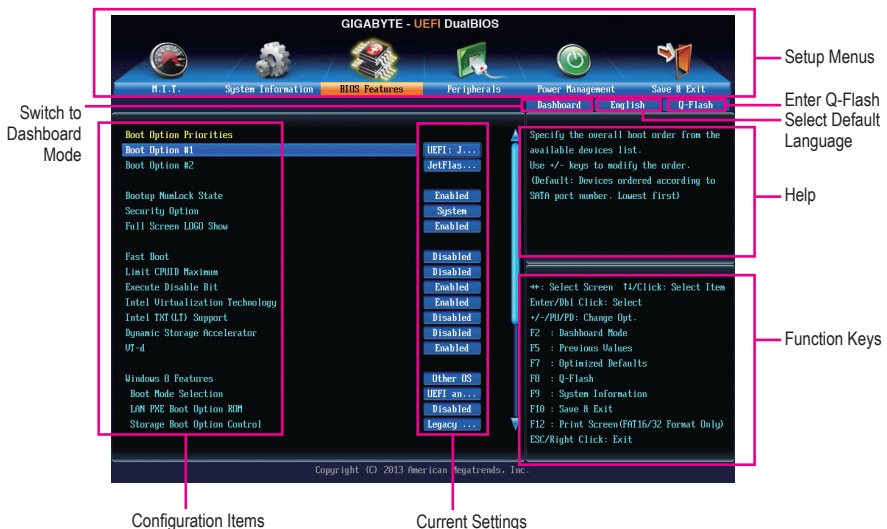 GIGABYTE - UEFI DualBIOS
M.I.T.
System Information
BIOS Features
Peripherals
Power Management
Save & Exit
Setup Menus
Dashboard
English
Q-Flash
Enter Q-Flash
Select Default
Language
Switch to
Dashboard
Mode
Boot Option Priorities
Boot Option #1 UEFI: J...
Boot Option #2 JetFlas...
Bootup NumLock State Enabled
Security Option System
Full Screen LOGO Show Enabled
Fast Boot Disabled
Limit CPUID Maximum Disabled
Execute Disable Bit Enabled
Intel Virtualization Technology Enabled
Intel TXT(LT) Support Disabled
Dynamic Storage Accelerator Disabled
VT-d Enabled
Windows 8 Features Other OS
Boot Mode Selection UEFI an...
LAN PXE Boot Option ROM Disabled
Storage Boot Option Control Legacy ...
Specify the overall boot order from the
available devices list.
Use +/- keys to modify the order.
(Default: Devices ordered according to
SATA port number. Lowest first)
Help
→←: Select Screen ↑↓/Click: Select Item
Enter/Dbl Click: Select
+/-/PU/PD: Change Opt.
F2 : Dashboard Mode
F5 : Previous Values
F7 : Optimized Defaults
F8 : Q-Flash
F9 : System Information
F10 : Save & Exit
F12 : Print Screen(FAT16/32 Format Only)
ESC/Right Click: Exit
Function Keys
Copyright (C) 2013 American Megatrends, Inc.
Configuration Items
Current Settings